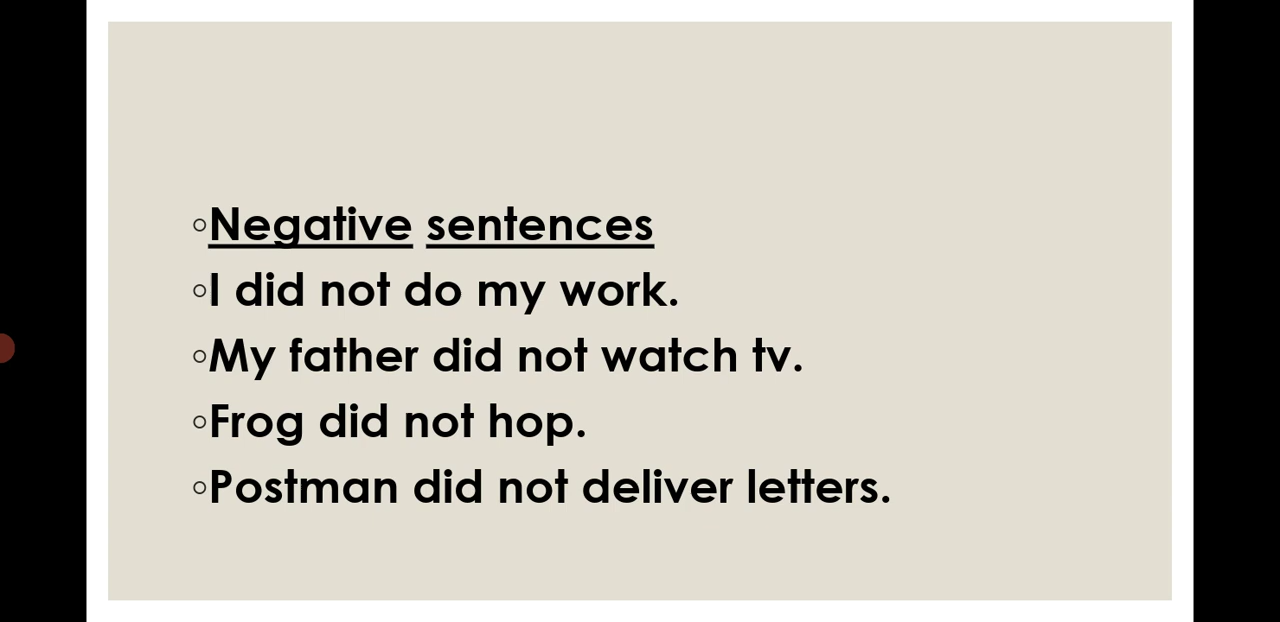 ◦Negative sentences
◦I did not do my work.
◦My father did not watch tv.
◦Frog did not hop.
◦Postman did not deliver letters.